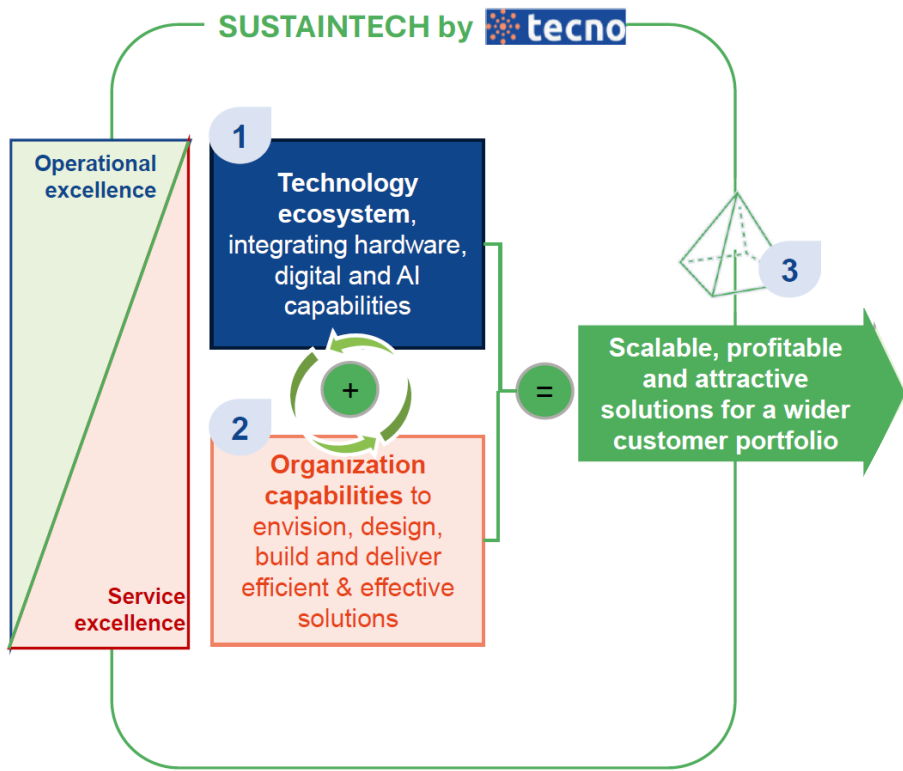 SUSTAINTECH by tecno
Operational
excellence
Service
excellence
1
Technology
ecosystem,
integrating hardware,
digital and AI
capabilities
+
2
Organization
capabilities to
envision, design,
build and deliver
efficient & effective
solutions
=
3
Scalable, profitable
and attractive
solutions for a wider
customer portfolio